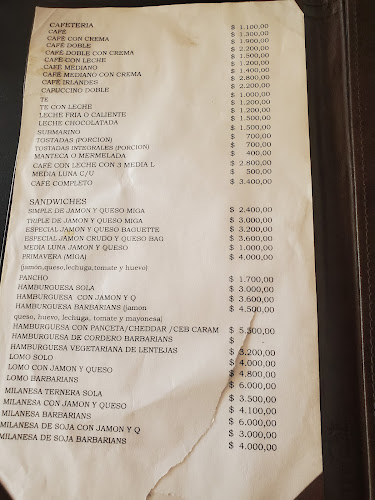 CAFETERIA
CAFÉ $ 1.100,00
CAFÉ CON CREMA $ 1.300,00
CAFÉ DOBLE $ 1.900,00
CAFÉ DOBLE CON CREMA $ 2.200,00
CAFÉ CON LECHE $ 1.500,00
CAFÉ MEDIANO $ 1.200,00
CAFÉ MEDIANO CON CREMA $ 1.400,00
CAFÉ IRLANDES $ 2.800,00
CAPUCCINO DOBLE $ 2.200,00
TE $ 1.000,00
TE CON LECHE $ 1.200,00
LECHE FRIA O CALIENTE $ 1.200,00
LECHE CHOCOLATADA $ 1.500,00
SUBMARINO $ 1.500,00
TOSTADAS (PORCION) $ 700,00
TOSTADAS INTEGRALES (PORCION) $ 700,00
MANTECA O MERMELADA $ 400,00
CAFÉ CON LECHE CON 3 MEDIA L $ 2.800,00
MEDIA LUNA C/U $ 500,00
CAFÉ COMPLETO $ 3.400,00
SANDWICHES
SIMPLE DE JAMON Y QUESO MIGA $ 2.400,00
TRIPLE DE JAMON Y QUESO MIGA $ 3.000,00
ESPECIAL JAMON Y QUESO BAGUETTE $ 3.200,00
ESPECIAL JAMON CRUDO Y QUESO BAG $ 3.600,00
MEDIA LUNA JAMON Y QUESO $ 1.000,00
PRIMAVERA (MIGA) $ 4.000,00
(jamon,queso,lechuga, tomate y huevo)
PANCHO $ 1.700,00
HAMBURGUESA SOLA $ 3.000,00
HAMBURGUESA CON JAMON Y Q $ 3.600,00
HAMBURGUESA BARBARIANS (jamon $ 4.500,00
queso, huevo, lechuga, tomate y mayonesa)
HAMBURGUESA CON PANCETA/CHEDDAR /CEB CARAM $ 5.300,00
HAMBURGUESA DE CORDERO BARBARIANS $
HAMBURGUESA VEGETARIANA DE LENTEJAS $ 3.200,00
LOMO SOLO $ 4.000,00
LOMO CON JAMON Y QUESO $ 4.800,00
LOMO BARBARIANS $ 6.000,00
MILANESA TERNERA SOLA $ 3.500,00
MILANESA CON JAMON Y QUESO $ 4.100,00
MILANESA BARBARIANS $ 6.000,00
MILANESA DE SOJA CON JAMON Y Q $ 3.000,00
MILANESA DE SOJA BARBARIANS $ 4.000,00